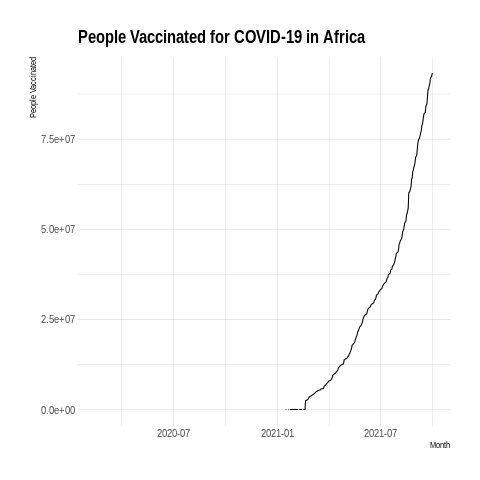 People Vaccinated for COVID-19 in Africa
People Vaccinated
7.5e+07
5.0e+07
2.5e+07
0.0e+00
2020-07
2021-01
2021-07
Month